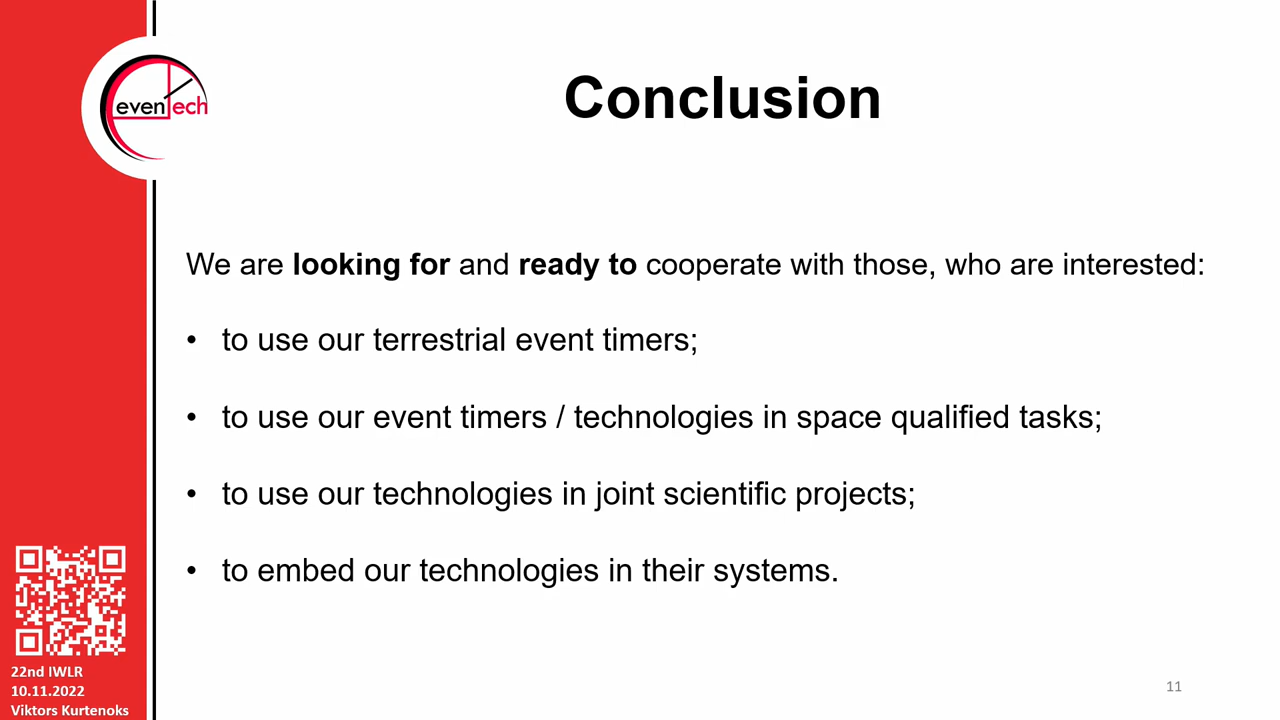 evenTech
Conclusion
We are looking for and ready to cooperate with those, who are interested:
• to use our terrestrial event timers;
• to use our event timers / technologies in space qualified tasks;
• to use our technologies in joint scientific projects;
• to embed our technologies in their systems.
22nd IWLR
10.11.2022
Viktors Kurtenoks
11